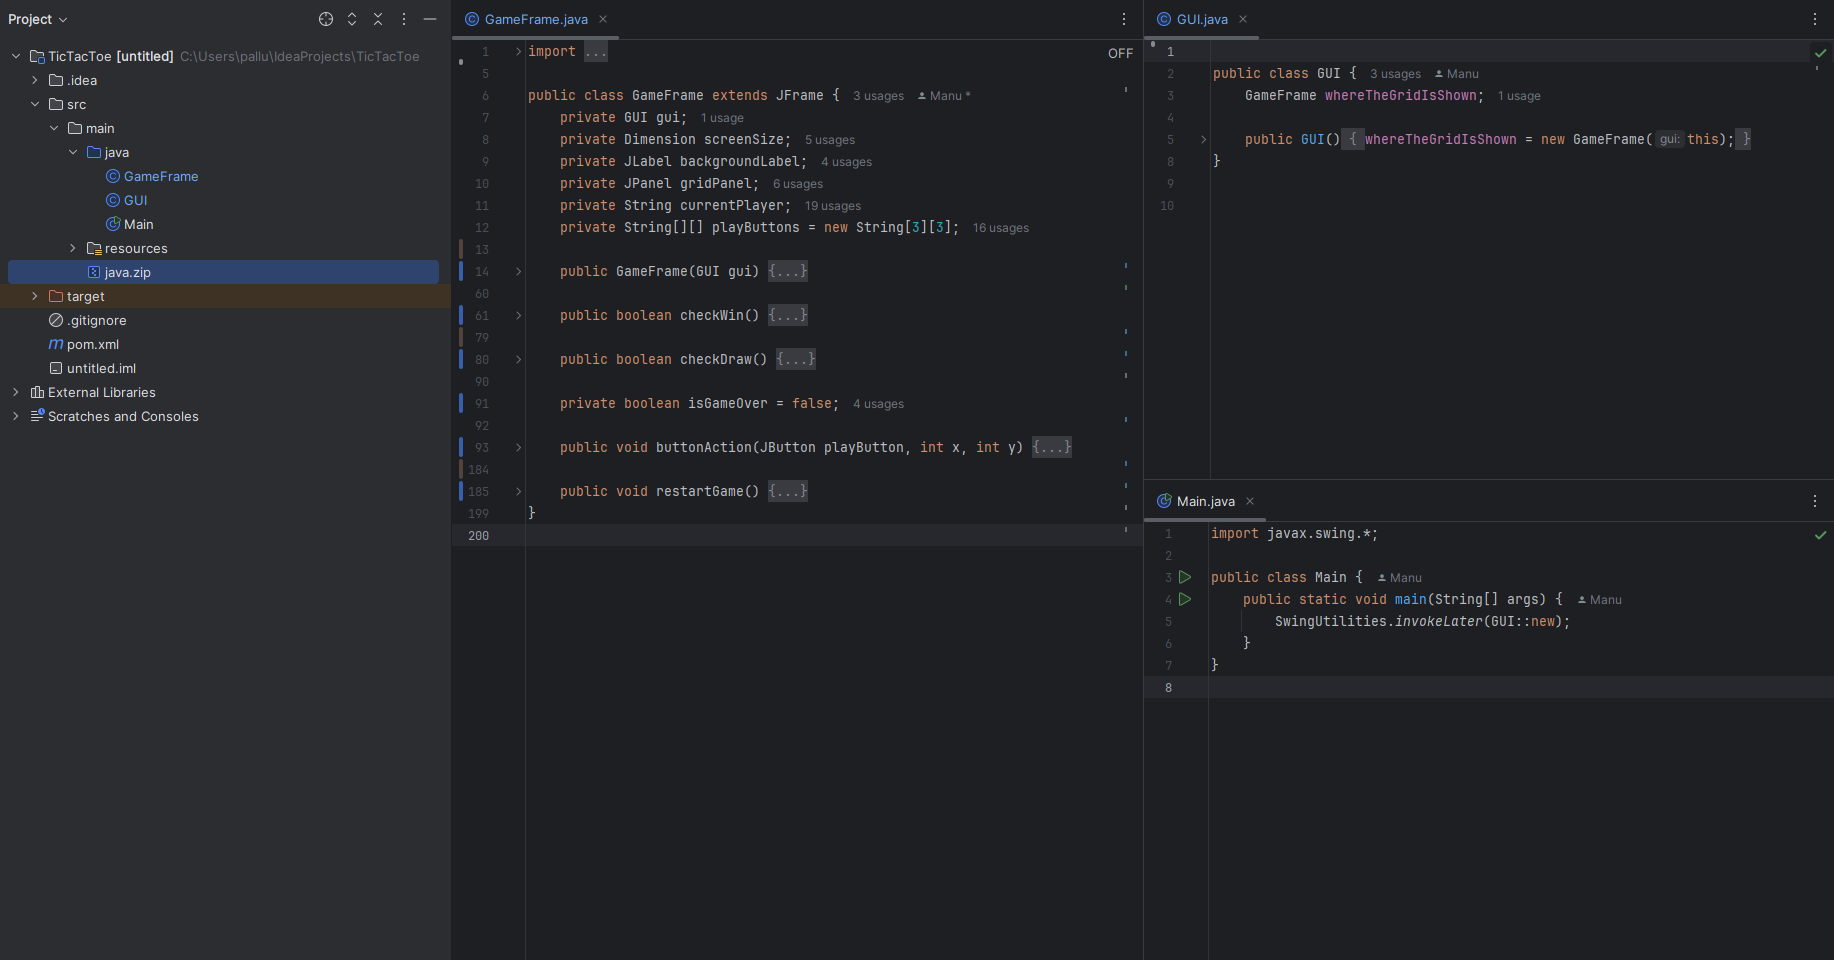 Project
TicTacToe [untitled] C:\Users\pallu\IdeaProjects\TicTacToe
.idea
src
main
java
GameFrame
GUI
Main
resources
java.zip
target
.gitignore
pom.xml
untitled.iml
External Libraries
Scratches and Consoles
GameFrame.java
OFF
1 import ...
5
6 public class GameFrame extends JFrame { 3 usages Manu *
7 private GUI gui; 1 usage
8 private Dimension screenSize; 5 usages
9 private JLabel backgroundLabel; 4 usages
10 private JPanel gridPanel; 6 usages
11 private String currentPlayer; 19 usages
12 private String[][] playButtons = new String[3][3]; 16 usages
13
14 public GameFrame(GUI gui) {...}
60
61 public boolean checkWin() {...}
79
80 public boolean checkDraw() {...}
90
91 private boolean isGameOver = false; 4 usages
92
93 public void buttonAction(JButton playButton, int x, int y) {...}
184
185 public void restartGame() {...}
199 }
200
GUI.java
1
2 public class GUI { 3 usages Manu
3 GameFrame whereTheGridIsShown; 1 usage
4
5 public GUI() { whereTheGridIsShown = new GameFrame( gui: this); }
8 }
9
10
Main.java
1 import javax.swing.*;
2
3 public class Main { Manu
4 public static void main(String[] args) { Manu
5 SwingUtilities.invokeLater(GUI::new);
6 }
7 }
8